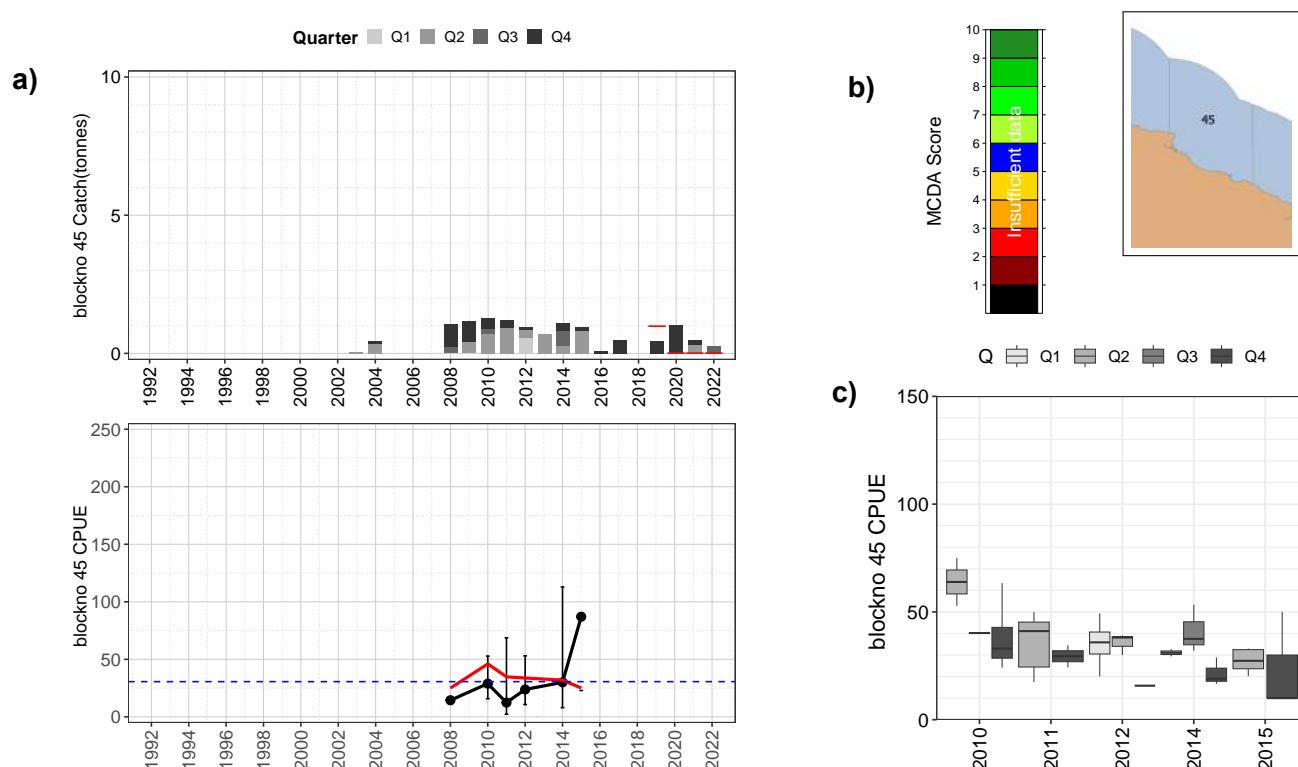 Quarter Q1 Q2 Q3 Q4
a)
blockno 45 Catch(tonnes)
10
5
0
1992 1994 1996 1998 2000 2002 2004 2006 2008 2010 2012 2014 2016 2018 2020 2022
blockno 45 CPUE
250
200
150
100
50
0
1992 1994 1996 1998 2000 2002 2004 2006 2008 2010 2012 2014 2016 2018 2020 2022
b)
MCDA Score
10
9
8
7
6
5
4
3
2
1
Insufficient data
45
Q Q1 Q2 Q3 Q4
c)
blockno 45 CPUE
150
100
50
0
2010 2011 2012 2014 2015